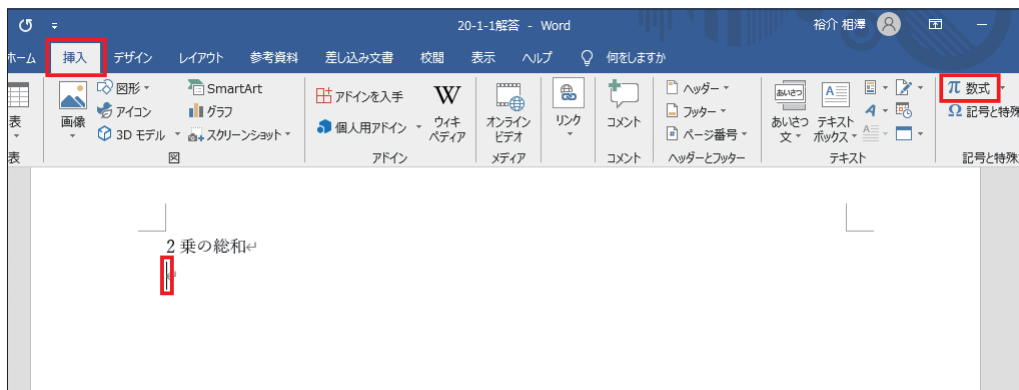 20-1-1解答 - Word
裕介 相澤
ホーム 挿入 デザイン レイアウト 参考資料 差し込み文書 校閲 表示 ヘルプ 何をしますか
表
画像
図形
アイコン
3D モデル
SmartArt
グラフ
スクリーンショット
アドインを入手
個人用アドイン
W
ウィキ
ペディア
オンライン
ビデオ
リンク
コメント
ヘッダー
フッター
ページ番号
あいさつ
あいさつ
文
A
テキスト
ボックス
A
π 数式
Ω 記号と特殊
表 図 アドイン メディア コメント ヘッダーとフッター テキスト 記号と特殊
2 乗の総和